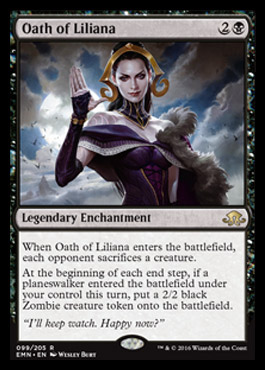 Oath of Liliana 2
Legendary Enchantment
When Oath of Liliana enters the battlefield,
each opponent sacrifices a creature.
At the beginning of each end step, if a
planeswalker entered the battlefield under
your control this turn, put a 2/2 black
Zombie creature token onto the battlefield.
“I’ll keep watch. Happy now?”
099/205 R
EMN • EN Wesley Burt
™ & © 2016 Wizards of the Coast